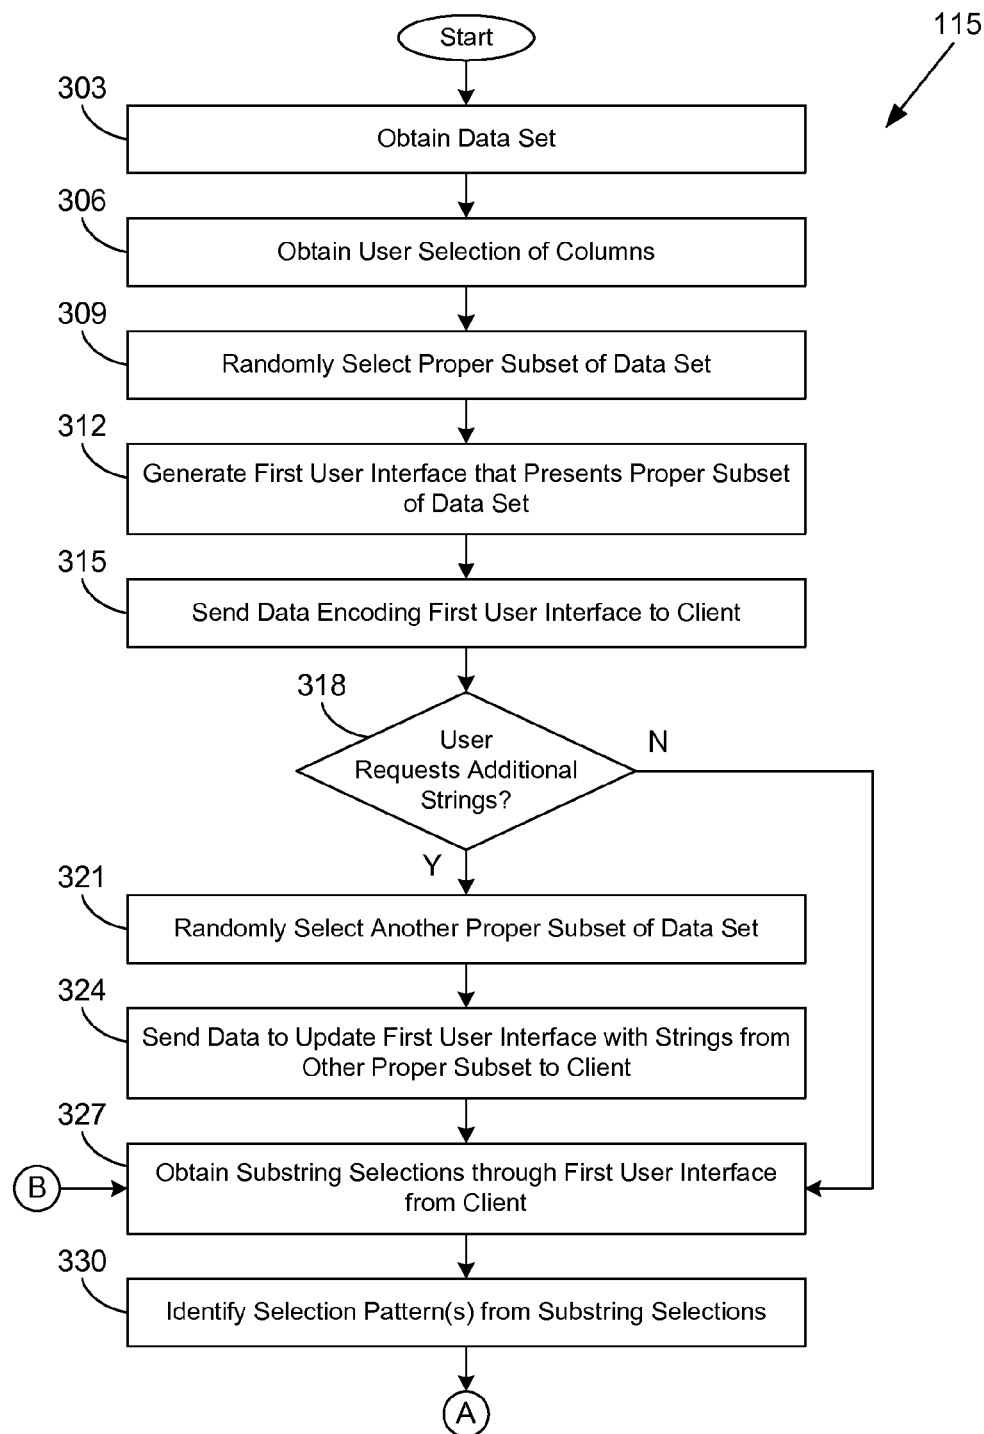 Start
115
303
Obtain Data Set
306
Obtain User Selection of Columns
309
Randomly Select Proper Subset of Data Set
312
Generate First User Interface that Presents Proper Subset
of Data Set
315
Send Data Encoding First User Interface to Client
318
User
Requests Additional
Strings?
N
Y
321
Randomly Select Another Proper Subset of Data Set
324
Send Data to Update First User Interface with Strings from
Other Proper Subset to Client
327
Obtain Substring Selections through First User Interface
from Client
B
330
Identify Selection Pattern(s) from Substring Selections
A